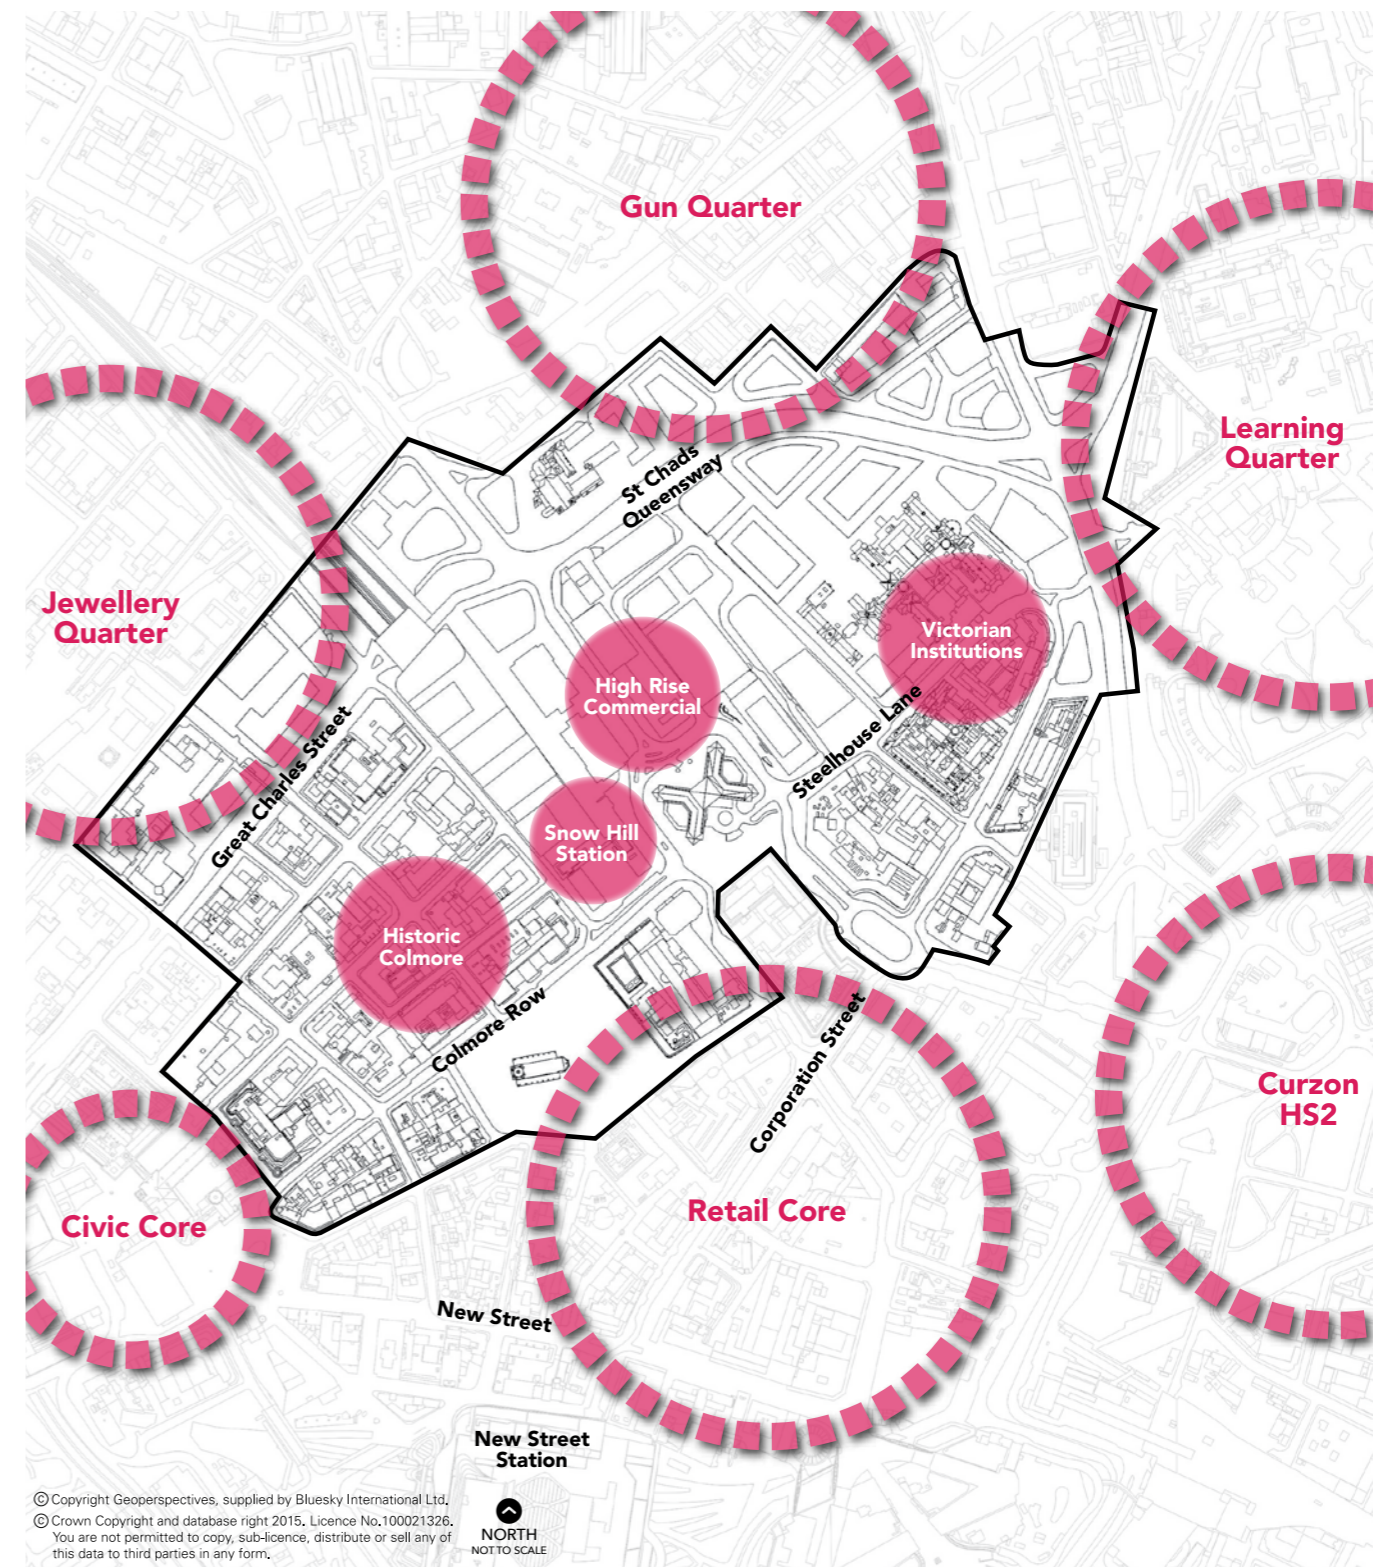 Gun Quarter
Learning
Quarter
St Chads
Queensway
Jewellery
Quarter
Victorian
Institutions
High Rise
Commercial
Steelhouse Lane
Great Charles Street
Snow Hill
Station
Historic
Colmore
Colmore Row
Corporation Street
Curzon
HS2
Civic Core
Retail Core
New Street
New Street
Station
© Copyright Geoperspectives, supplied by Bluesky International Ltd.
© Crown Copyright and database right 2015. Licence No.100021326.
You are not permitted to copy, sub-licence, distribute or sell any of
this data to third parties in any form.
NORTH
NOT TO SCALE